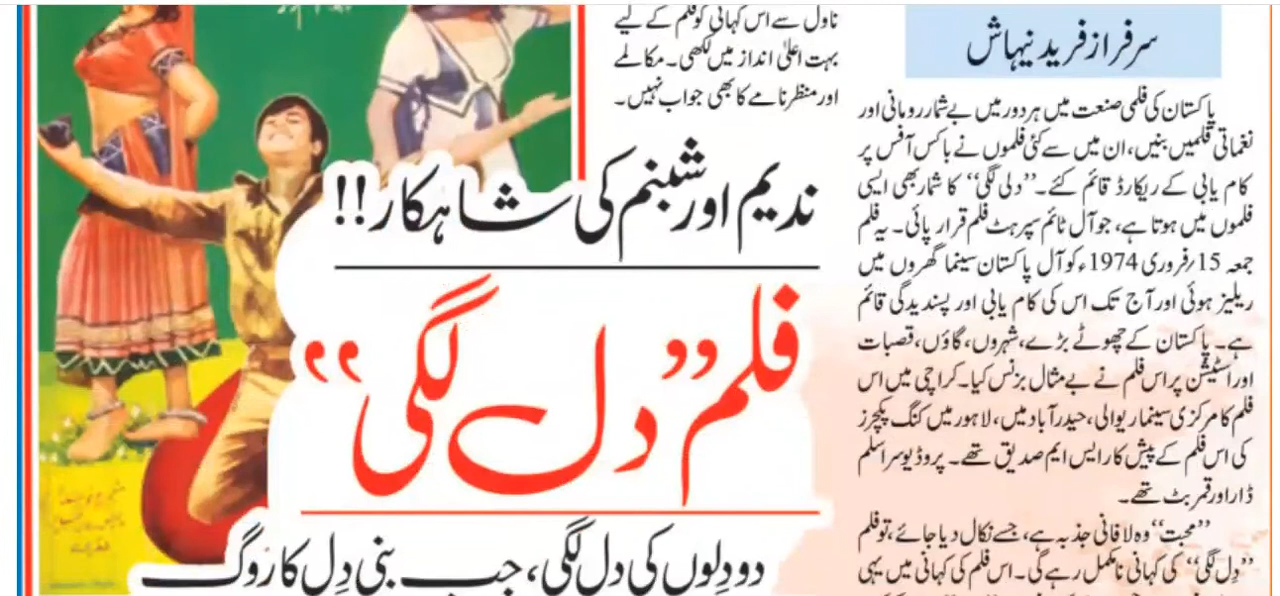 سرفراز فرید نیہاش
پاکستان کی فلمی صنعت میں ہر دور میں بے شمار رومانی اور
نغماتی فلمیں بنیں، ان میں سے کئی فلموں نے باکس آفس پر
کام یابی کے ریکارڈ قائم کئے۔ ”دلی لگی“ کا شمار بھی ایسی
فلموں میں ہوتا ہے، جو آل ٹائم سپر ہٹ فلم قرار پائی۔ یہ فلم
جمعہ 15؍فروری 1974ء کو آل پاکستان سینما گھروں میں
ریلیز ہوئی اور آج تک اس کی کام یابی اور پسندیدگی قائم
ہے۔ پاکستان کے چھوٹے بڑے، شہروں، گاؤں، قصبات
اور اسٹیشن پر اس فلم نے بے مثال بزنس کیا۔ کراچی میں اس
فلم کا مرکزی سینما ریوالی، حیدرآباد میں، لاہور میں کنگ پکچرز
کی اس فلم کے پیش کار ایس ایم صدیق تھے۔ پروڈیوسر اسلم
ڈار اور قمر بٹ تھے۔
”محبت“ وہ لافانی جذبہ ہے، جسے نکال دیا جائے، تو فلم
”دِل لگی“ کی کہانی نامکمل رہے گی۔ اس فلم کی کہانی میں یہی
ناول سے اس کہانی کو فلم کے لیے
بہت اعلیٰ انداز میں لکھی۔ مکالمے
اور منظر نامے کا بھی جواب نہیں۔
ندیم اور شبنم کی شاہکار!!
فلم ”دل لگی“
دو دِلوں کی دل لگی، جب بنی دِل کا رَوگ